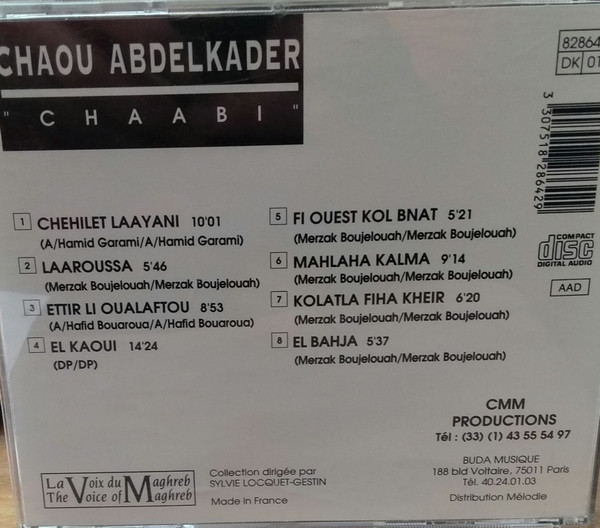 CHAOU ABDELKADER
" C H A A B I "
82864
DK 01
3 307518 286429
1 CHEHILET LAAYANI 10'01
(A/Hamid Garami/A/Hamid Garami)
2 LAAROUSSA 5'46
(Merzak Boujelouah/Merzak Boujelouah)
3 ETTIR LI OUALAFTOU 8'53
(A/Hafid Bouaroua/A/Hafid Bouaroua)
4 EL KAOUI 14'24
(DP/DP)
5 FI OUEST KOL BNAT 5'21
(Merzak Boujelouah/Merzak Boujelouah)
6 MAHLAHA KALMA 9'14
(Merzak Boujelouah/Merzak Boujelouah)
7 KOLATLA FIHA KHEIR 6'20
(Merzak Boujelouah/Merzak Boujelouah)
8 EL BAHJA 5'37
(Merzak Boujelouah/Merzak Boujelouah)
COMPACT
disc
DIGITAL AUDIO
AAD
CMM
PRODUCTIONS
Tél : (33) (1) 43 55 54 97
BUDA MUSIQUE
188 bld Voltaire, 75011 Paris
Tél. 40.24.01.03
Distribution Mélodie
La Voix du Maghreb
The Voice of Maghreb
Collection dirigée par
SYLVIE LOCQUET-GESTIN
Made in France